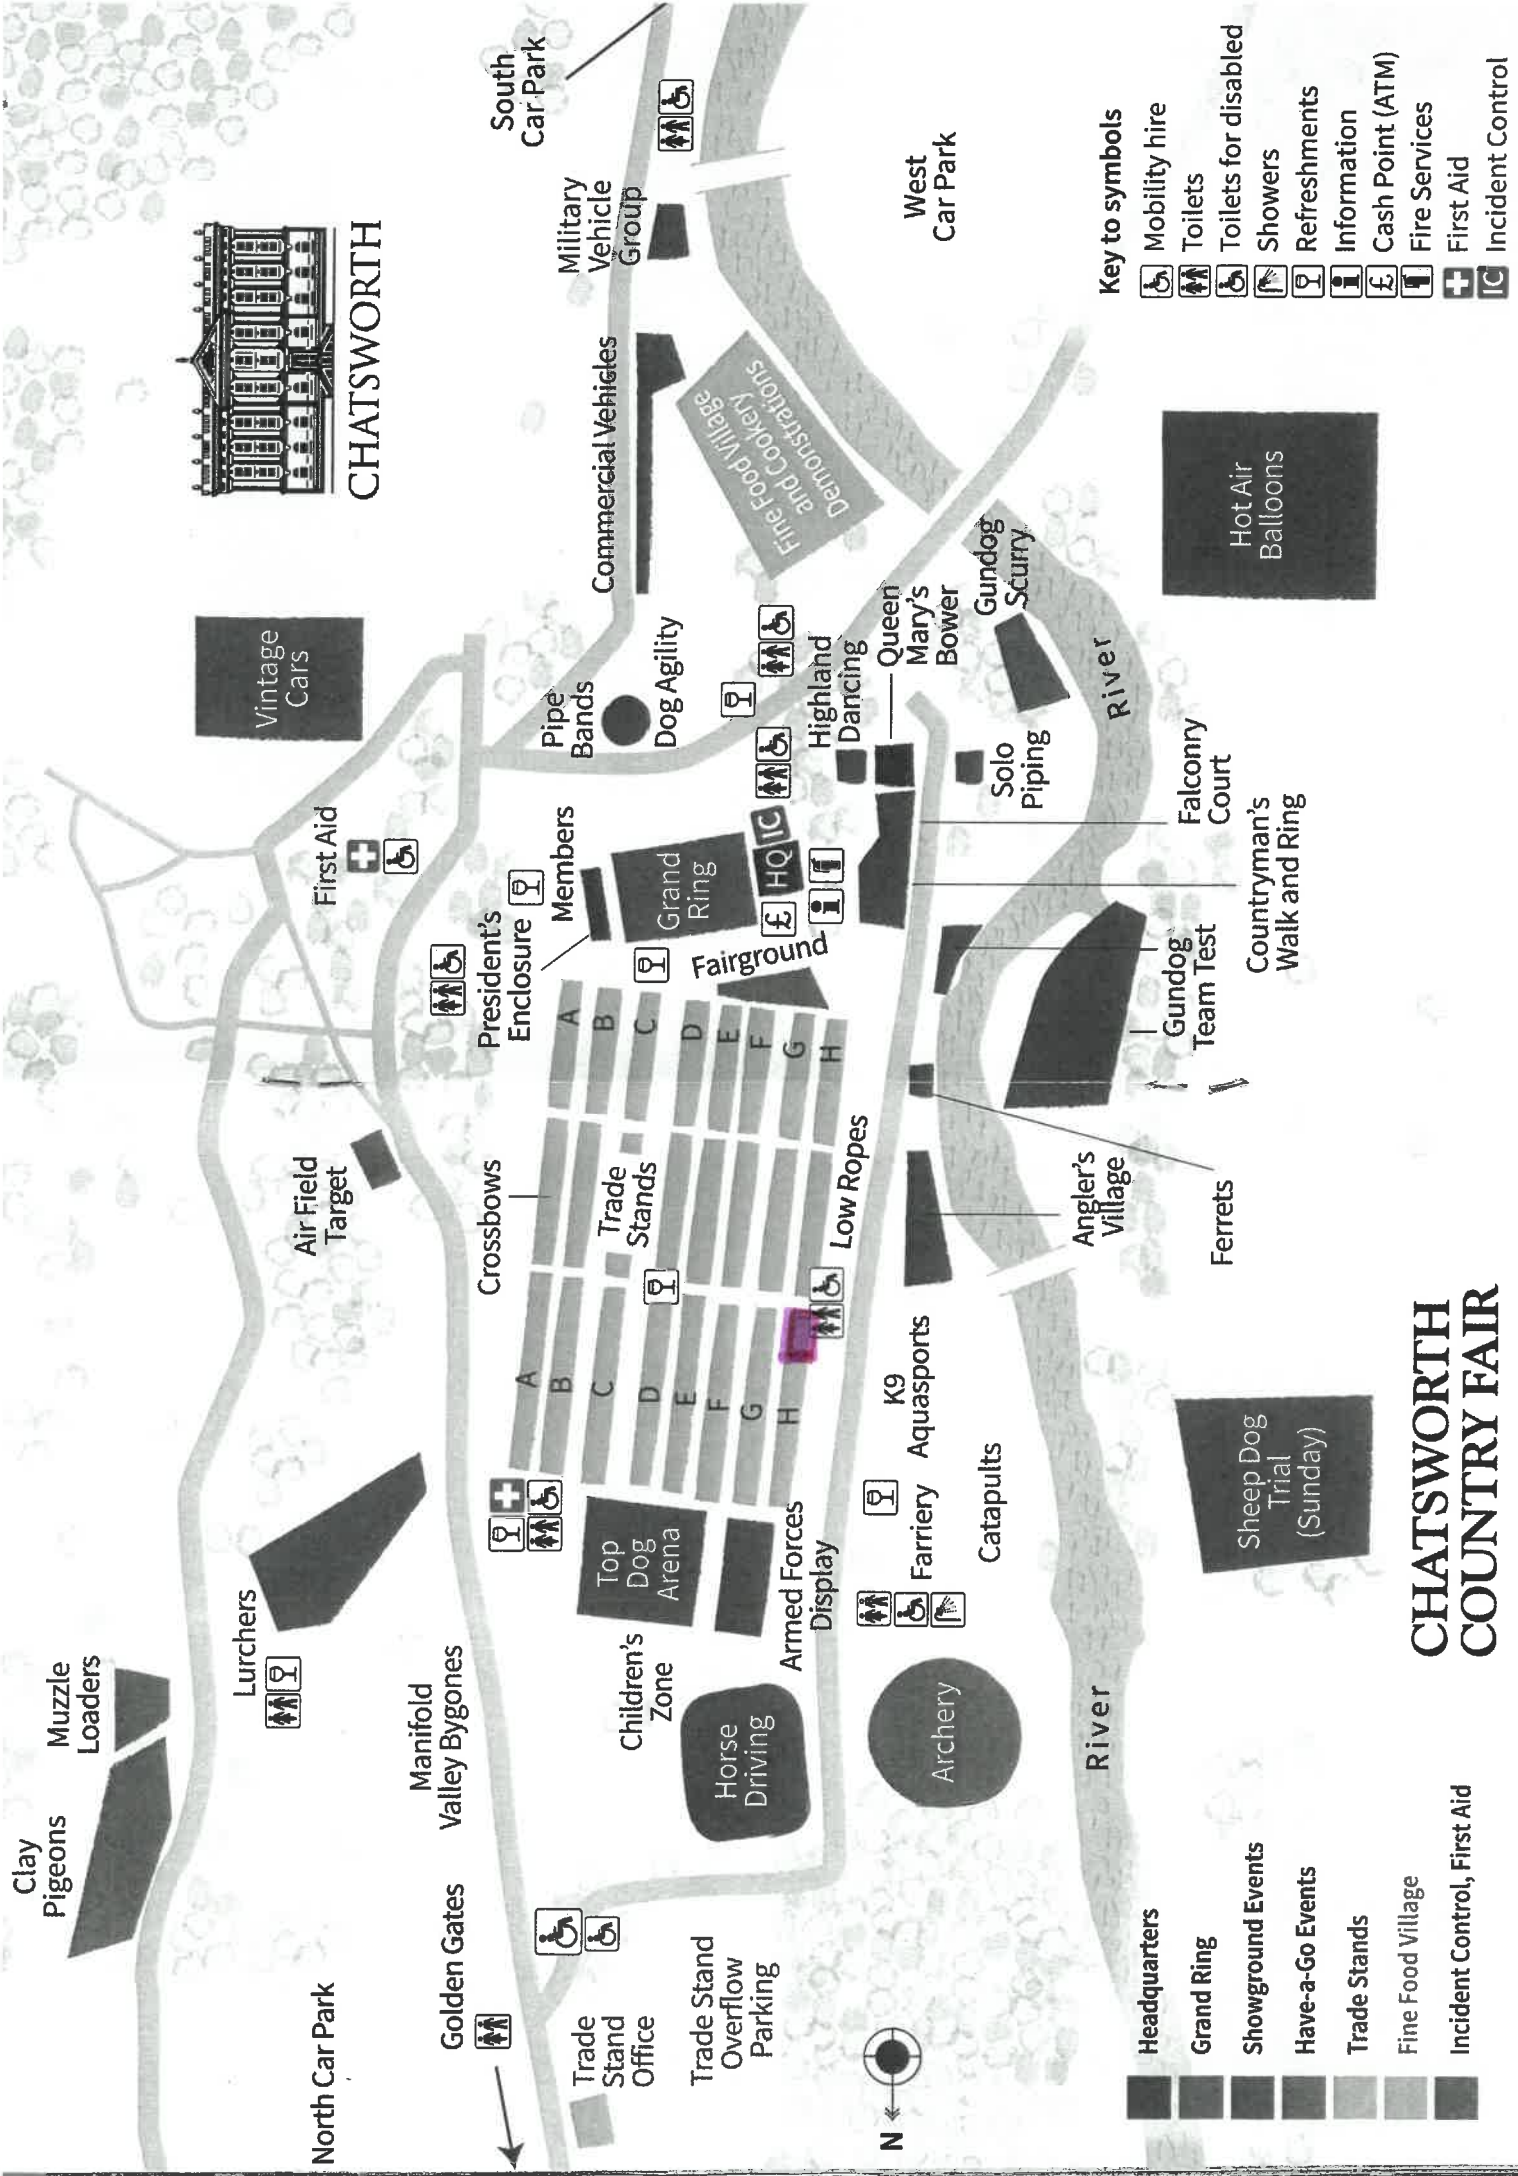 Clay
Pigeons
Muzzle
Loaders
Lurchers
North Car Park
Air Field
Target
First Aid
Vintage
Cars
CHATSWORTH
Golden Gates
Manifold
Valley Bygones
Crossbows
President's
Enclosure
Members
Pipe
Bands
Dog Agility
Commercial Vehicles
Military
Vehicle
Group
South
Car Park
Trade
Stand
Office
Trade Stand
Overflow
Parking
Children's
Zone
Top
Dog
Arena
Horse
Driving
Armed Forces
Display
A
B
C
D
E
F
G
H
Trade
Stands
A
B
C
D
E
F
G
H
Low Ropes
Fairground
Grand
Ring
£
HQ
IC
i
Highland
Dancing
Queen
Mary's
Bower
Fine Food Village
and Cookery
Demonstrations
West
Car Park
N
Archery
Farriery
K9
Aquasports
Catapults
Solo
Piping
Gundog
Scurry
River
River
Angler's
Village
Ferrets
Gundog
Team Test
Falconry
Court
Countryman's
Walk and Ring
Sheep Dog
Trial
(Sunday)
Hot Air
Balloons
Key to symbols
Mobility hire
Toilets
Toilets for disabled
Showers
Refreshments
i Information
£ Cash Point (ATM)
Fire Services
First Aid
IC Incident Control
Headquarters
Grand Ring
Showground Events
Have-a-Go Events
Trade Stands
Fine Food Village
Incident Control, First Aid
CHATSWORTH
COUNTRY FAIR